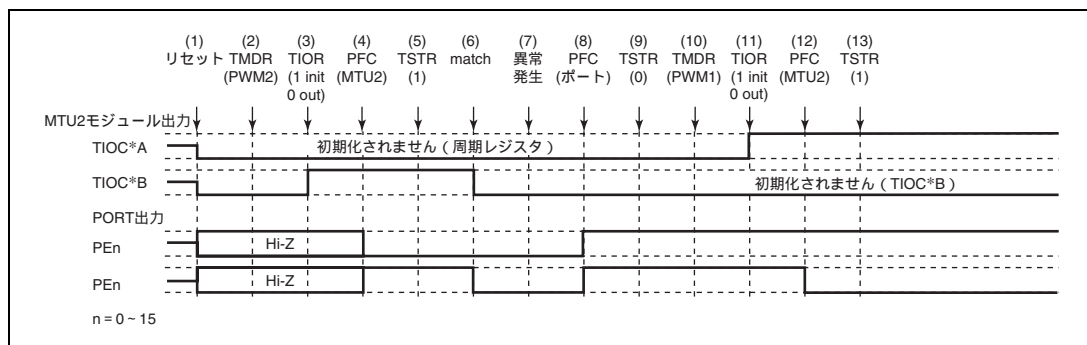 (1) (2) (3) (4) (5) (6) (7) (8) (9) (10) (11) (12) (13)
リセット TMDR TIOR PFC TSTR match 異常 PFC TSTR TMDR TIOR PFC TSTR
(PWM2) (1 init (MTU2) (1) 発生 (ポート) (0) (PWM1) (1 init (MTU2) (1)
0 out) 0 out)
MTU2モジュール出力
TIOC*A 初期化されません(周期レジスタ)
TIOC*B 初期化されません(TIOC*B)
PORT出力
PEn Hi-Z
PEn Hi-Z
n = 0 ~ 15